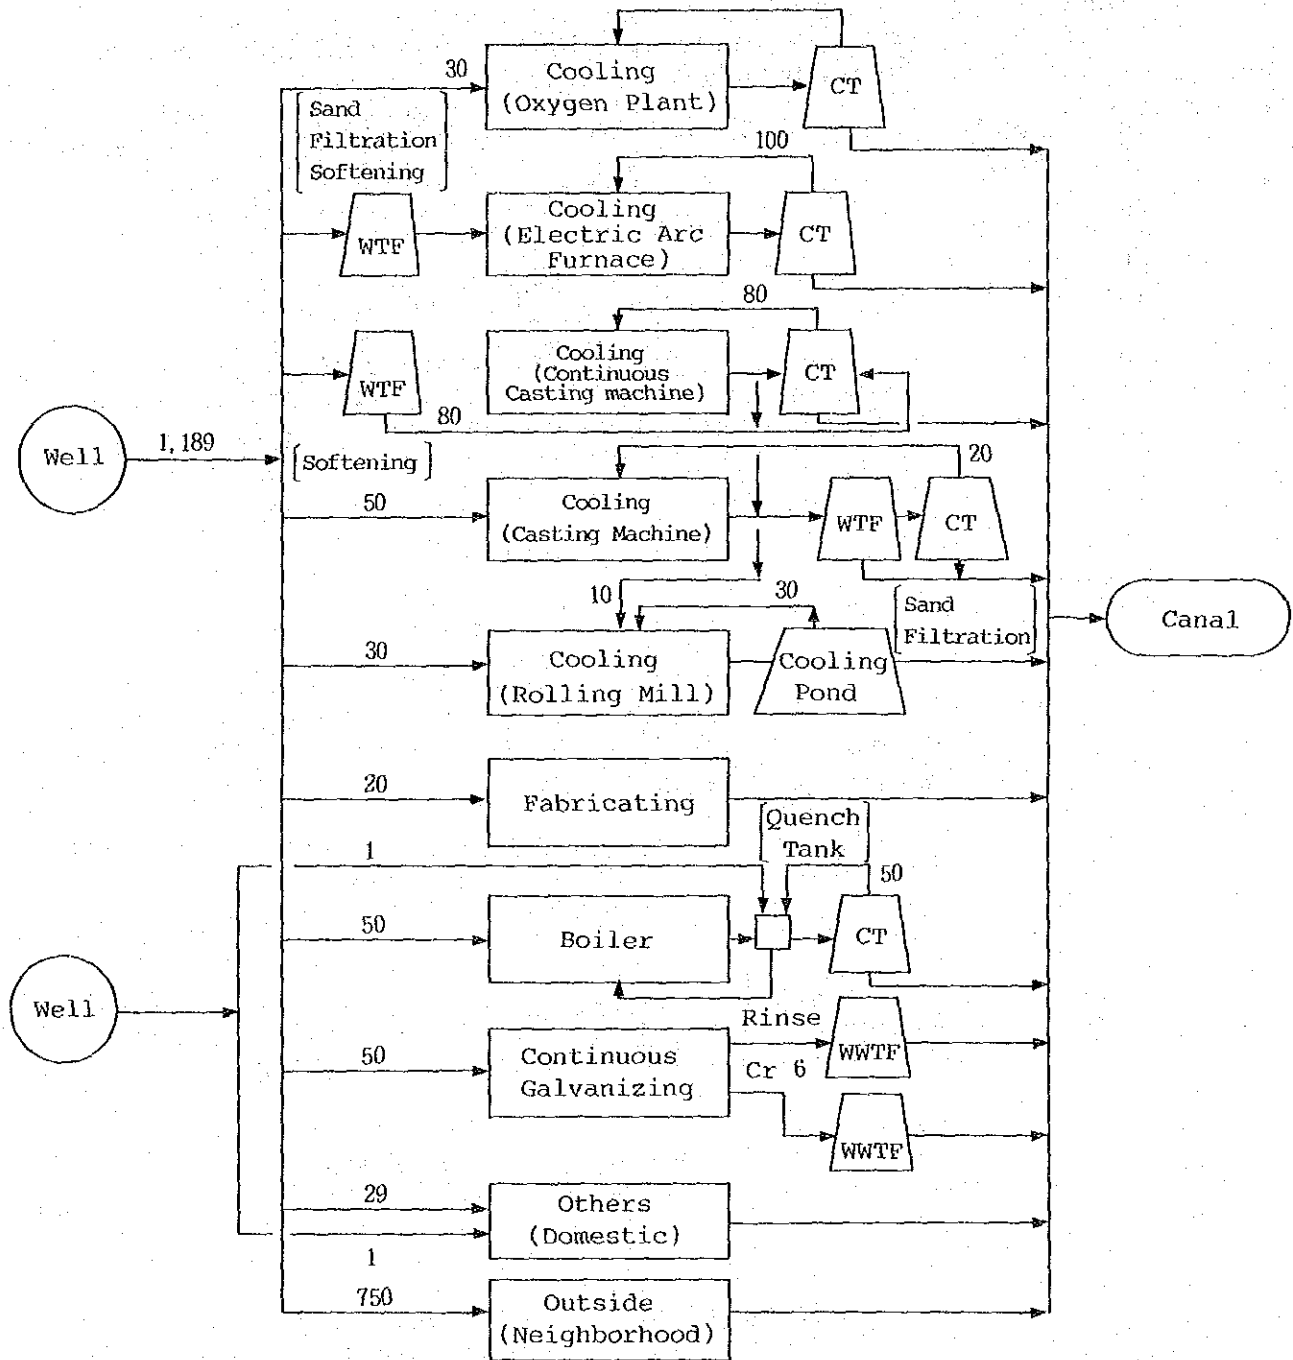 30
Cooling
(Oxygen Plant)
CT
Sand
Filtration
Softening
100
WTF
Cooling
(Electric Arc
Furnace)
CT
80
WTF
Cooling
(Continuous
Casting machine)
CT
80
Well
1,189
[Softening]
20
50
Cooling
(Casting Machine)
WTF
CT
10
30
Sand
Filtration
Canal
30
Cooling
(Rolling Mill)
Cooling
Pond
20
Fabricating
Quench
Tank
1
50
50
Boiler
CT
Well
Rinse
50
Continuous
Galvanizing
WWTF
Cr 6
WWTF
29
Others
(Domestic)
1
750
Outside
(Neighborhood)